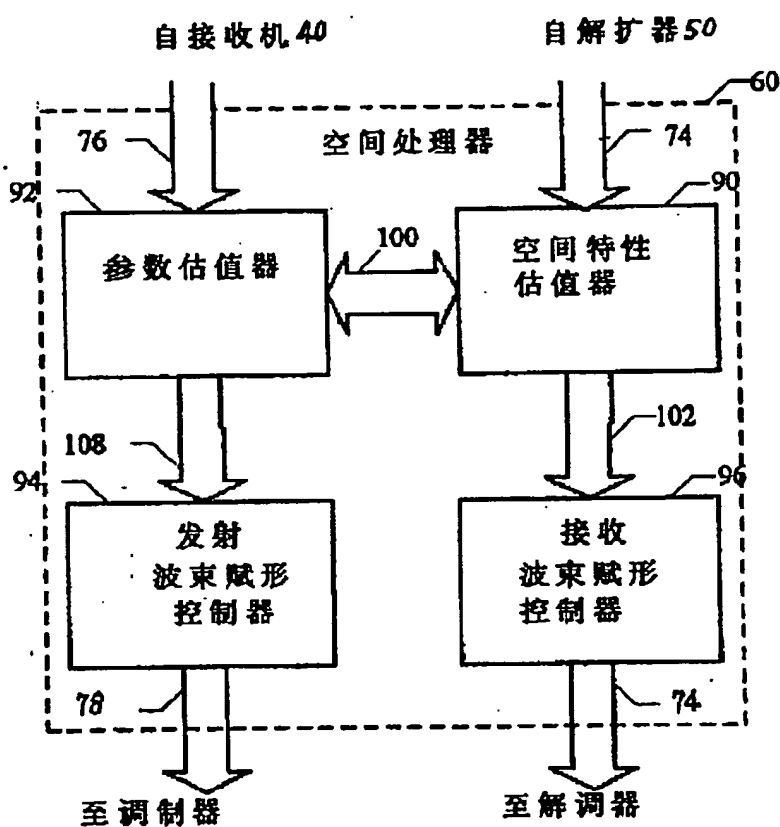 自接收机40
自解扩器50
60
76
空间处理器
74
92
90
参数估值器
100
空间特性
估值器
108
102
94
96
发射
波束赋形
控制器
接收
波束赋形
控制器
78
74
至调制器
至解调器